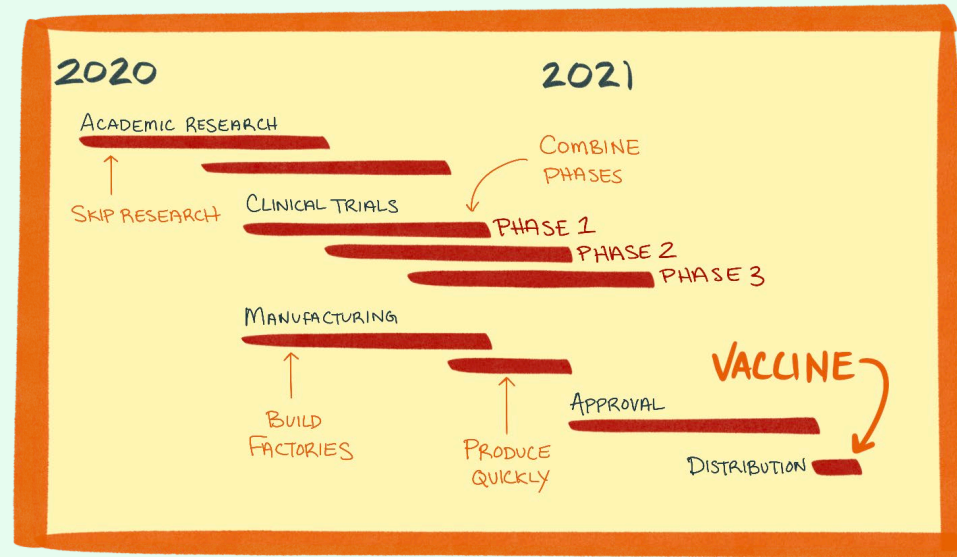 2020
2021
ACADEMIC RESEARCH
COMBINE
PHASES
SKIP RESEARCH
CLINICAL TRIALS
PHASE 1
PHASE 2
PHASE 3
MANUFACTURING
VACCINE
BUILD
FACTORIES
PRODUCE
QUICKLY
APPROVAL
DISTRIBUTION